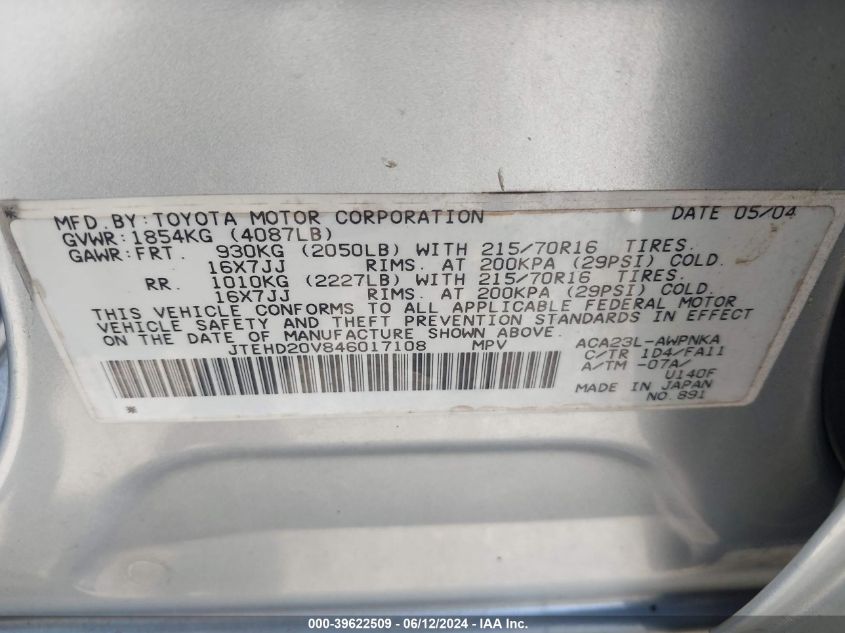 MFD.BY:TOYOTA MOTOR CORPORATION DATE 05/04
GVWR:1854KG (4087LB)
GAWR:FRT. 930KG (2050LB) WITH 215/70R16 TIRES.
16X7JJ RIMS. AT 200KPA (29PSI) COLD.
RR. 1010KG (2227LB) WITH 215/70R16 TIRES.
16X7JJ RIMS. AT 200KPA (29PSI) COLD.
THIS VEHICLE CONFORMS TO ALL APPLICABLE FEDERAL MOTOR
VEHICLE SAFETY AND THEFT PREVENTION STANDARDS IN EFFECT
ON THE DATE OF MANUFACTURE SHOWN ABOVE.
JTEHD20V846017108 MPV ACA23L-AWPNKA
C/TR 1D4/FA11
A/TM -07A/
U140F
MADE IN JAPAN
NO.891
000-39622509 - 06/12/2024 - IAA Inc.